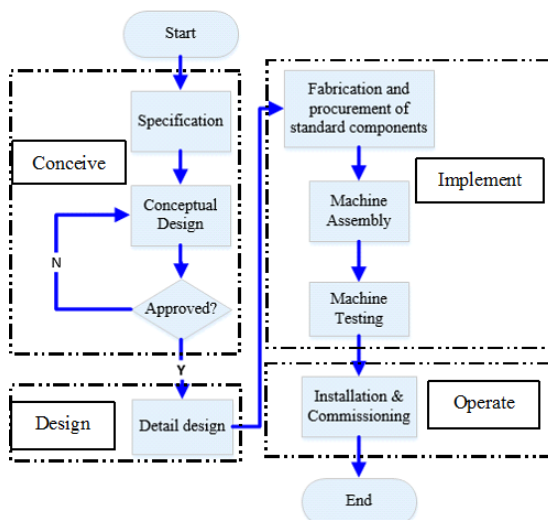 Start
Specification
Conceive
Conceptual
Design
N
Approved?
Y
Design
Detail design
Fabrication and
procurement of
standard components
Implement
Machine
Assembly
Machine
Testing
Installation &
Commissioning
Operate
End